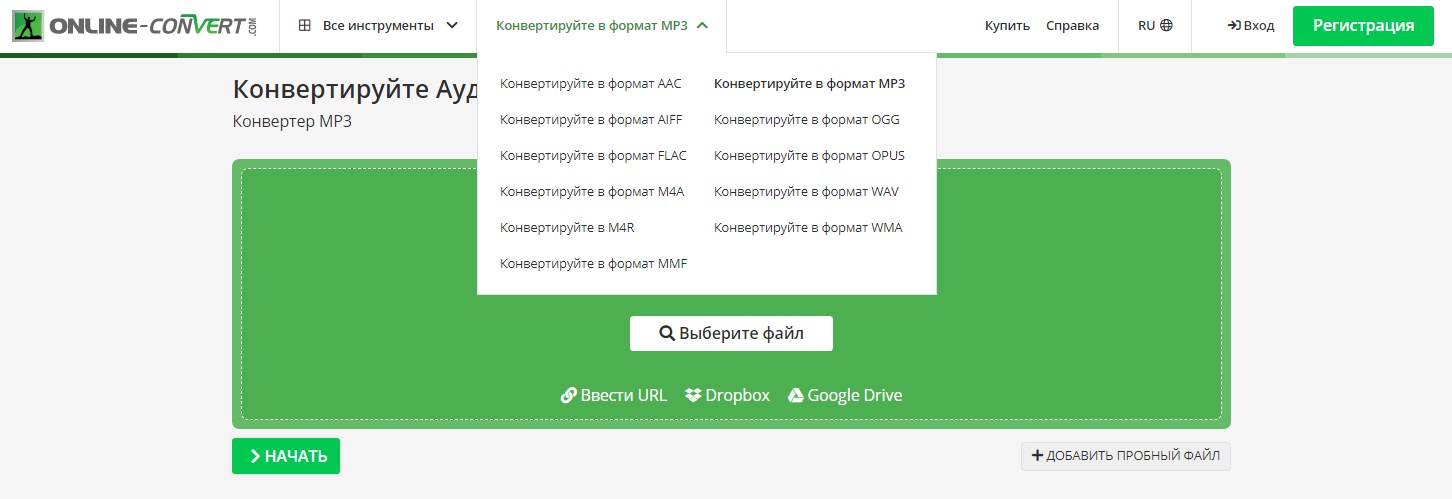 ONLINE-CONVERT.COM
Все инструменты
Конвертируйте в формат MP3
Купить
Справка
RU
Вход
Регистрация
Конвертируйте в формат AAC
Конвертируйте в формат MP3
Конвертируйте Ауд
Конвертер MP3
Конвертируйте в формат AIFF
Конвертируйте в формат OGG
Конвертируйте в формат FLAC
Конвертируйте в формат OPUS
Конвертируйте в формат M4A
Конвертируйте в формат WAV
Конвертируйте в M4R
Конвертируйте в формат WMA
Конвертируйте в формат MMF
Выберите файл
Ввести URL
Dropbox
Google Drive
НАЧАТЬ
ДОБАВИТЬ ПРОБНЫЙ ФАЙЛ